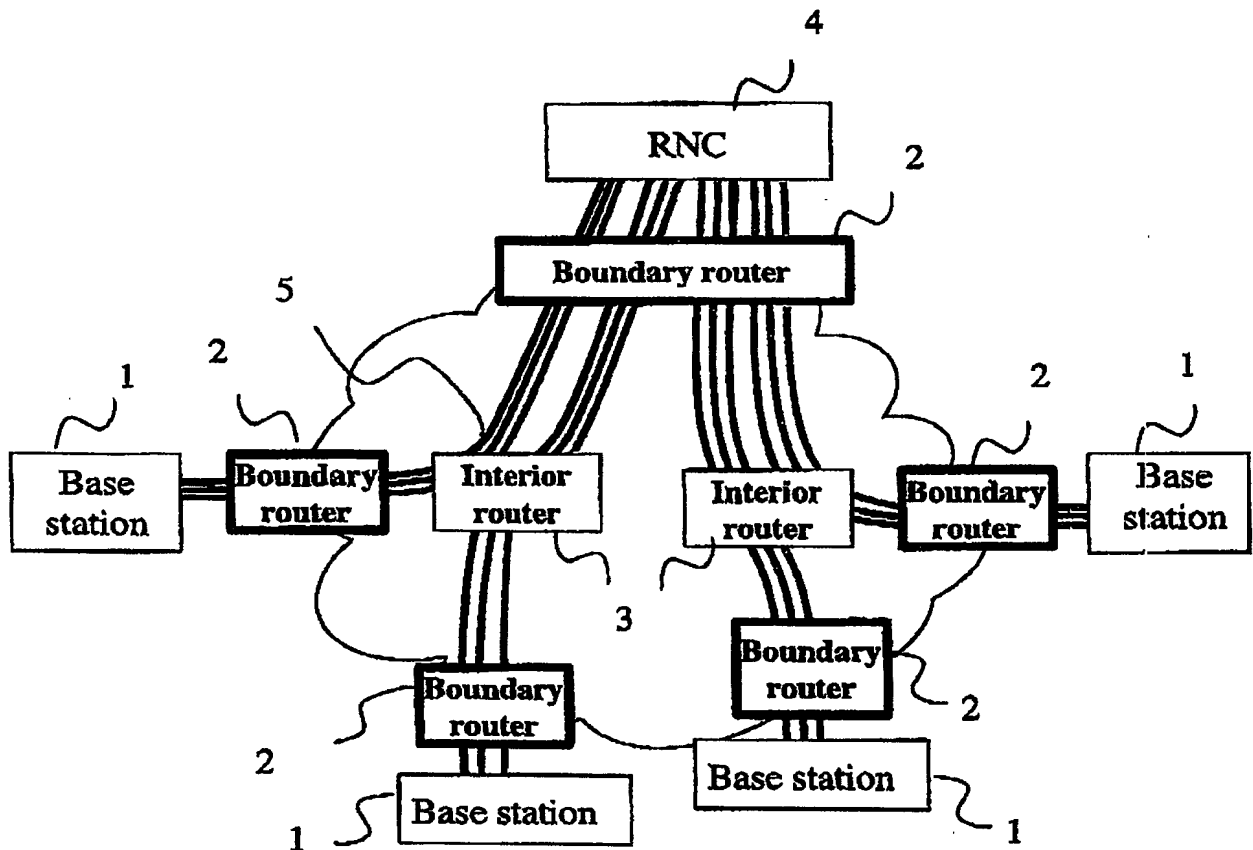 4
RNC
2
Boundary router
5
2
1
2
1
Base
station
Boundary
router
Interior
router
Interior
router
Boundary
router
Base
station
3
Boundary
router
2
Boundary
router
2
Base station
1
Base station
1